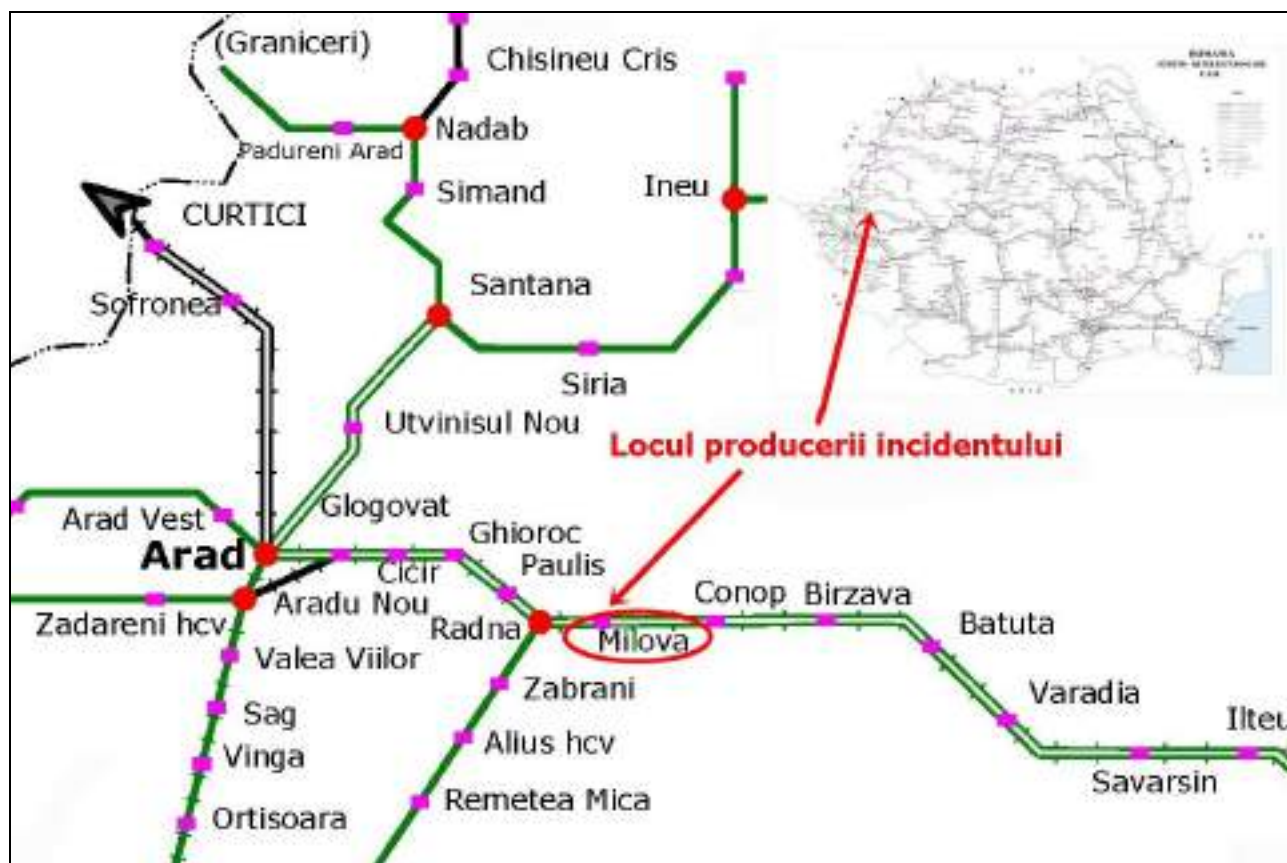 (Graniceri)
Chisineu Cris
Nadab
Padureni Arad
Simand
Ineu
CURTICI
Sofronea
Santana
Siria
Utvinisul Nou
Locul producerii incidentului
Glogovat
Arad Vest
Arad
Ghioroc
Cicir
Paulis
Aradu Nou
Zadareni hcv
Radna
Milova
Conop
Birzava
Batuta
Valea Viilor
Zabrani
Varadia
Sag
Ilteu
Vinga
Alius hcv
Savarsin
Remetea Mica
Ortisoara